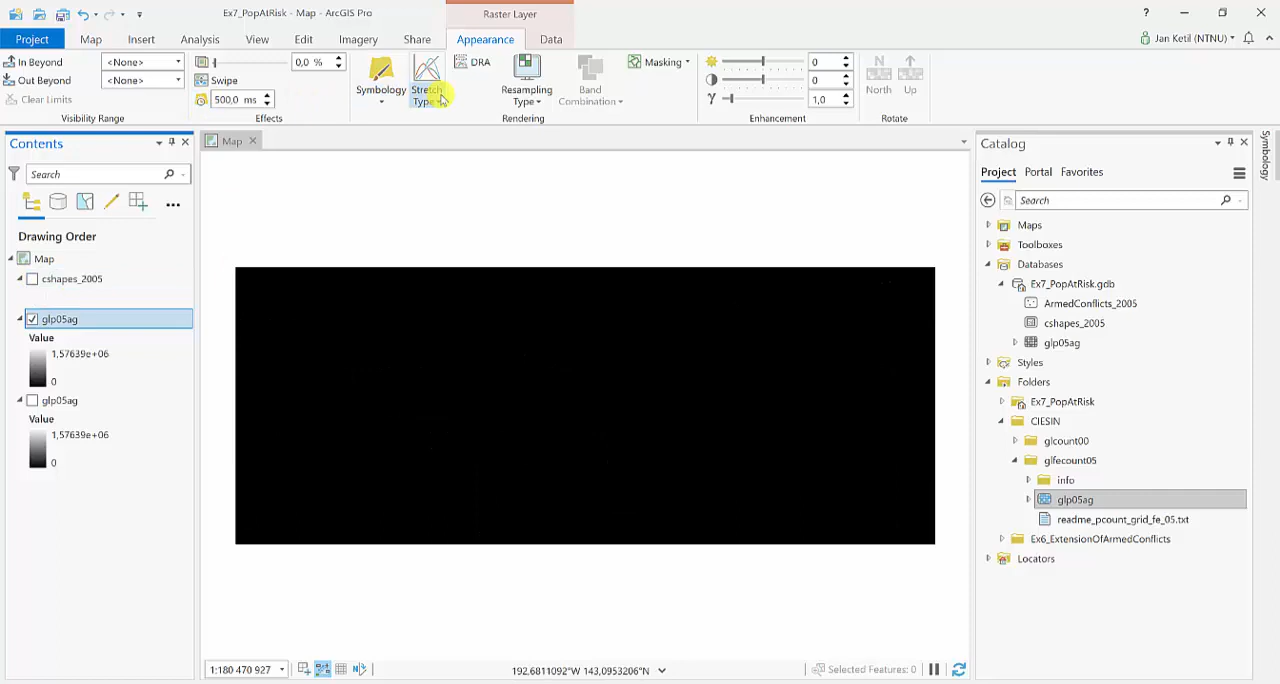 Ex7_PopAtRisk - Map - ArcGIS Pro
Raster Layer
?
Project
Map
Insert
Analysis
View
Edit
Imagery
Share
Appearance
Data
Jan Ketil (NTNU)
In Beyond
<None>
Out Beyond
<None>
Clear Limits
Visibility Range
0,0 %
Swipe
500,0 ms
Effects
Symbology
Stretch
Type
DRA
Resampling
Type
Band
Combination
Masking
Rendering
0
0
1,0
Enhancement
North
Up
Rotate
Contents
Search
Drawing Order
Map
cshapes_2005
glp05ag
Value
1,57639e+06
0
glp05ag
Value
1,57639e+06
0
Map
1:180 470 927
192.6811092°W 143,0953206°N
Selected Features: 0
Catalog
Project
Portal
Favorites
Search
Maps
Toolboxes
Databases
Ex7_PopAtRisk.gdb
ArmedConflicts_2005
cshapes_2005
glp05ag
Styles
Folders
Ex7_PopAtRisk
CIESIN
glcount00
glfecount05
info
glp05ag
readme_pcount_grid_fe_05.txt
Ex6_ExtensionOfArmedConflicts
Locators
Symbology